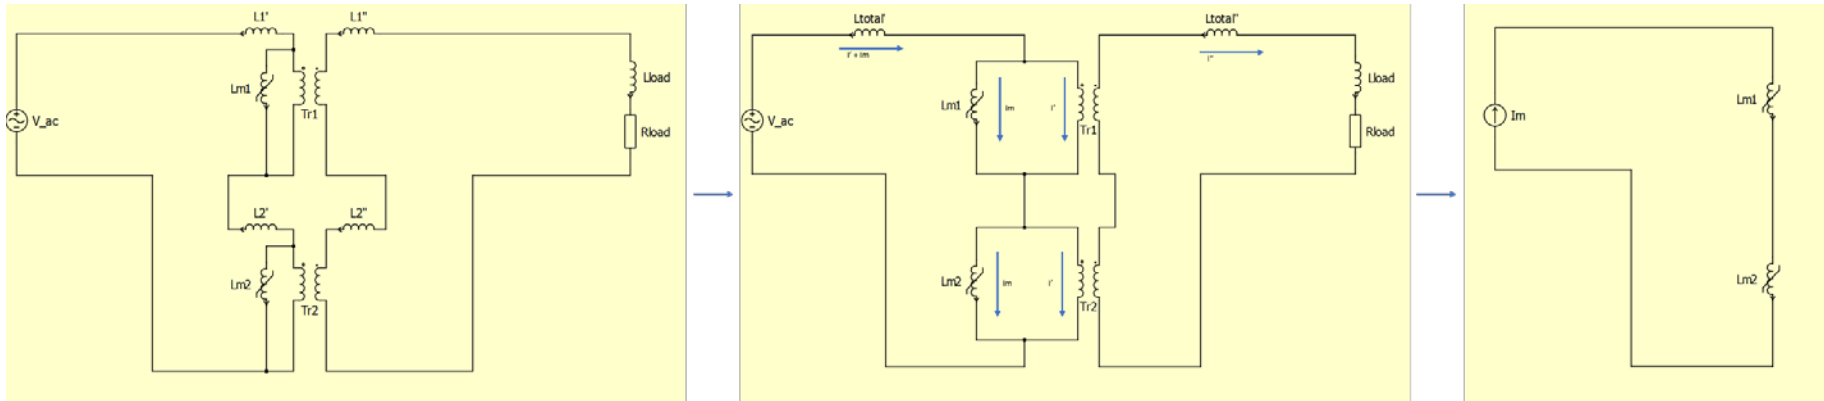 L1' L1"
Lm1
Tr1
V_ac
Lload
Rload
L2' L2"
Lm2
Tr2
Ltotal' Ltotal"
I' + Im
I"
Lm1
Im
I'
Tr1
V_ac
Lload
Rload
Lm2
Im
I'
Tr2
Lm1
Im
Lm2